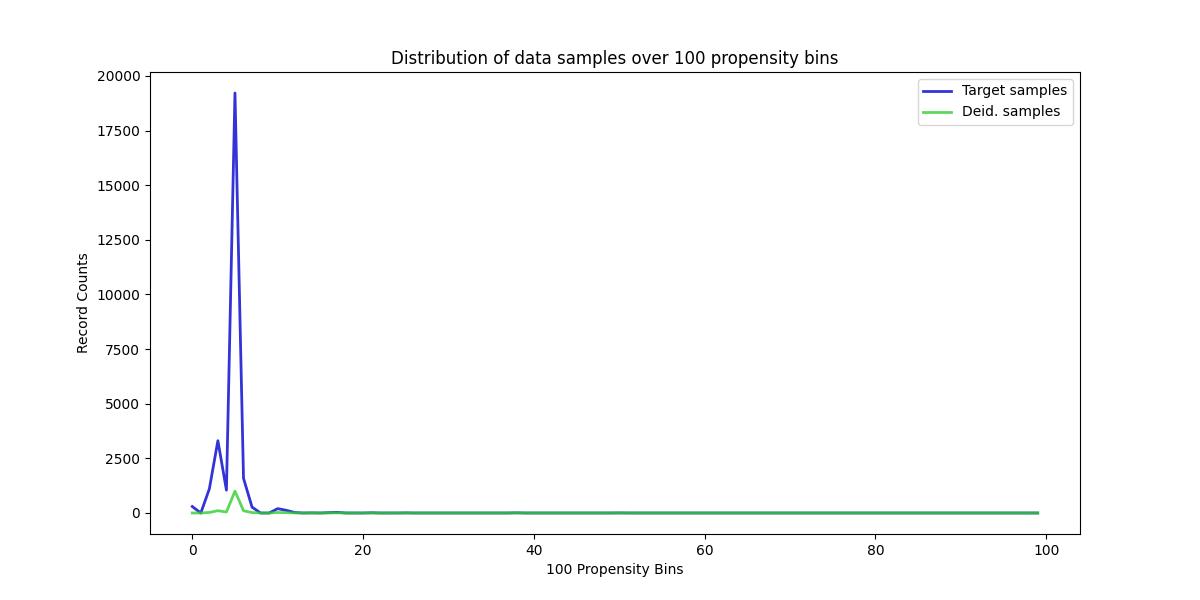 Distribution of data samples over 100 propensity bins
Target samples
Deid. samples
Record Counts
20000
17500
15000
12500
10000
7500
5000
2500
0
0 20 40 60 80 100
100 Propensity Bins